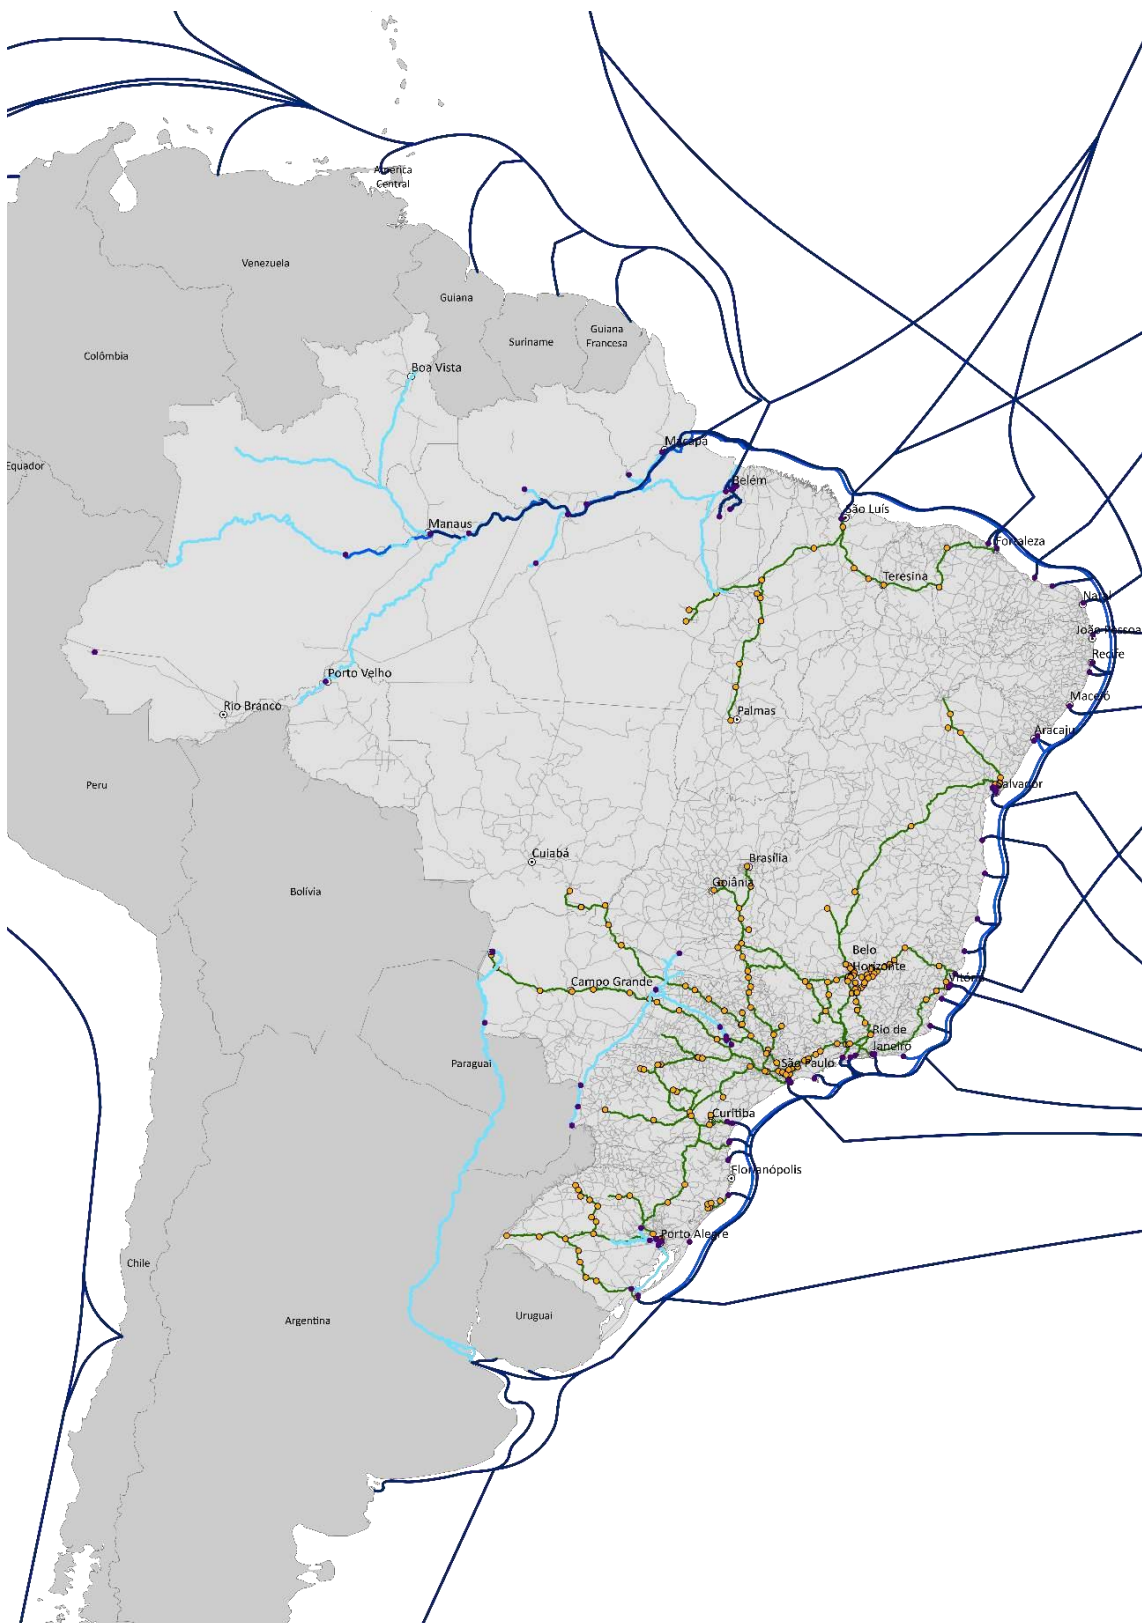 América
Central
Venezuela
Guiana
Guiana
Francesa
Suriname
Colômbia
Boa Vista
Macapá
Equador
Belém
São Luís
Manaus
Fortaleza
Teresina
Natal
João Pessoa
Recife
Porto Velho
Maceió
Rio Branco
Palmas
Aracaju
Peru
Salvador
Cuiabá
Brasília
Goiânia
Bolívia
Belo
Horizonte
Vitória
Campo Grande
Rio de
Janeiro
Paraguai
São Paulo
Curitiba
Florianópolis
Porto Alegre
Chile
Uruguai
Argentina